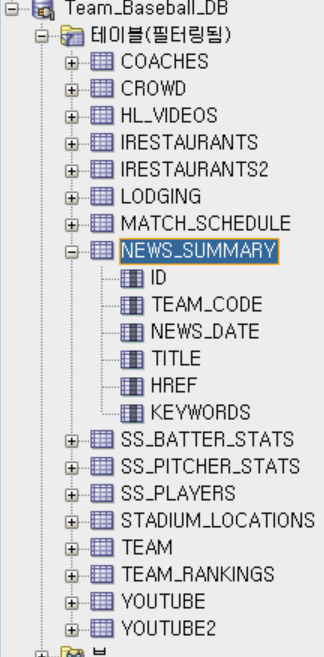 Team_Baseball_DB
테이블(필터링됨)
COACHES
CROWD
HL_VIDEOS
IRESTAURANTS
IRESTAURANTS2
LODGING
MATCH_SCHEDULE
NEWS_SUMMARY
ID
TEAM_CODE
NEWS_DATE
TITLE
HREF
KEYWORDS
SS_BATTER_STATS
SS_PITCHER_STATS
SS_PLAYERS
STADIUM_LOCATIONS
TEAM
TEAM_RANKINGS
YOUTUBE
YOUTUBE2